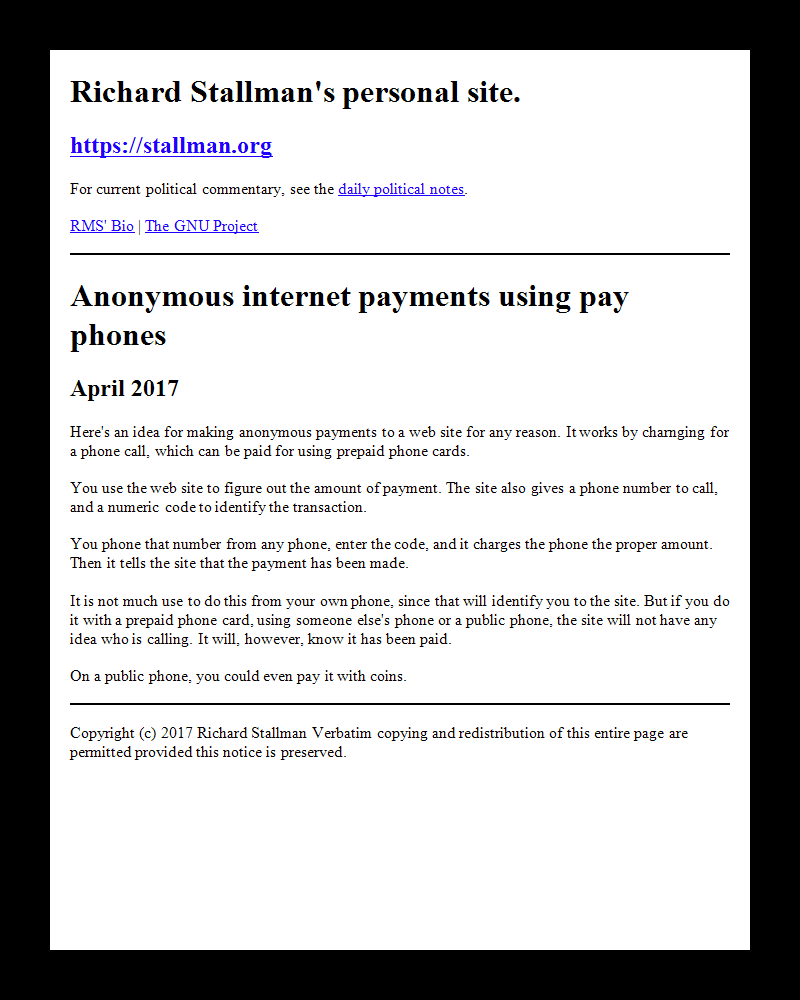 Richard Stallman's personal site.
https://stallman.org
For current political commentary, see the daily political notes.
RMS' Bio | The GNU Project
Anonymous internet payments using pay
phones
April 2017
Here's an idea for making anonymous payments to a web site for any reason. It works by charnging for
a phone call, which can be paid for using prepaid phone cards.
You use the web site to figure out the amount of payment. The site also gives a phone number to call,
and a numeric code to identify the transaction.
You phone that number from any phone, enter the code, and it charges the phone the proper amount.
Then it tells the site that the payment has been made.
It is not much use to do this from your own phone, since that will identify you to the site. But if you do
it with a prepaid phone card, using someone else's phone or a public phone, the site will not have any
idea who is calling. It will, however, know it has been paid.
On a public phone, you could even pay it with coins.
Copyright (c) 2017 Richard Stallman Verbatim copying and redistribution of this entire page are
permitted provided this notice is preserved.